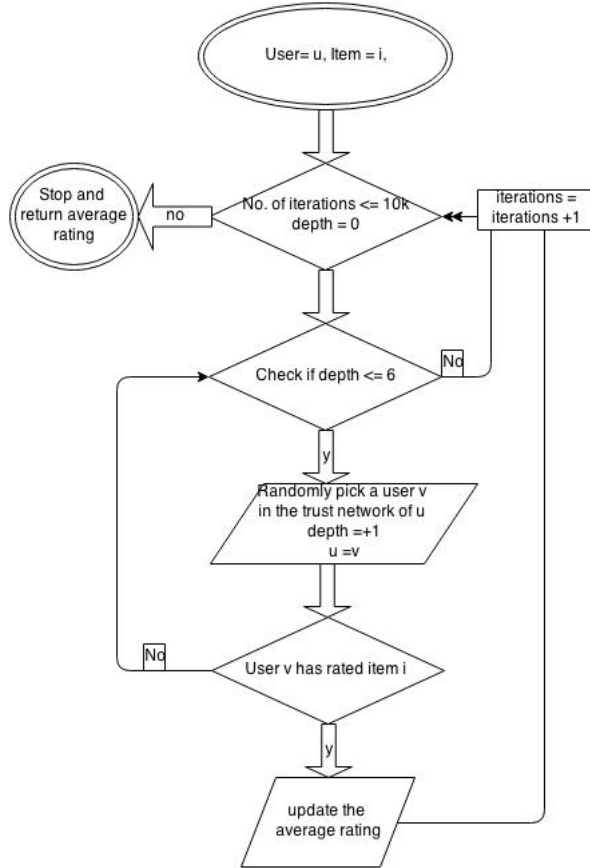 User= u, Item = i,
No. of iterations <= 10k
depth = 0
no
Stop and
return average
rating
iterations =
iterations +1
Check if depth <= 6
No
y
Randomly pick a user v
in the trust network of u
depth =+1
u =v
User v has rated item i
No
y
update the
average rating